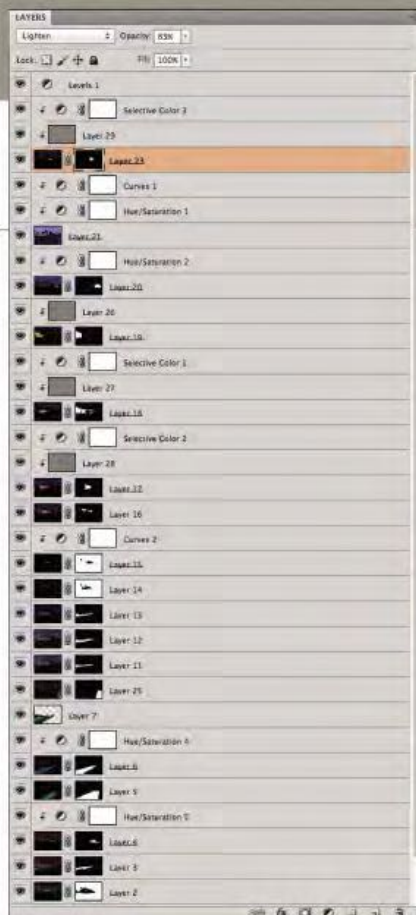 LAYERS
Lighten Opacity: 83%
Lock: Fill: 100%
Levels 1
Selective Color 3
Layer 29
Layer 23
Curves 1
Hue/Saturation 1
Layer 21
Hue/Saturation 2
Layer 20
Layer 26
Layer 19
Selective Color 1
Layer 27
Layer 18
Selective Color 2
Layer 28
Layer 17
Layer 16
Curves 2
Layer 15
Layer 14
Layer 13
Layer 12
Layer 11
Layer 25
Layer 7
Hue/Saturation 4
Layer 6
Layer 5
Hue/Saturation 5
Layer 3
Layer 2